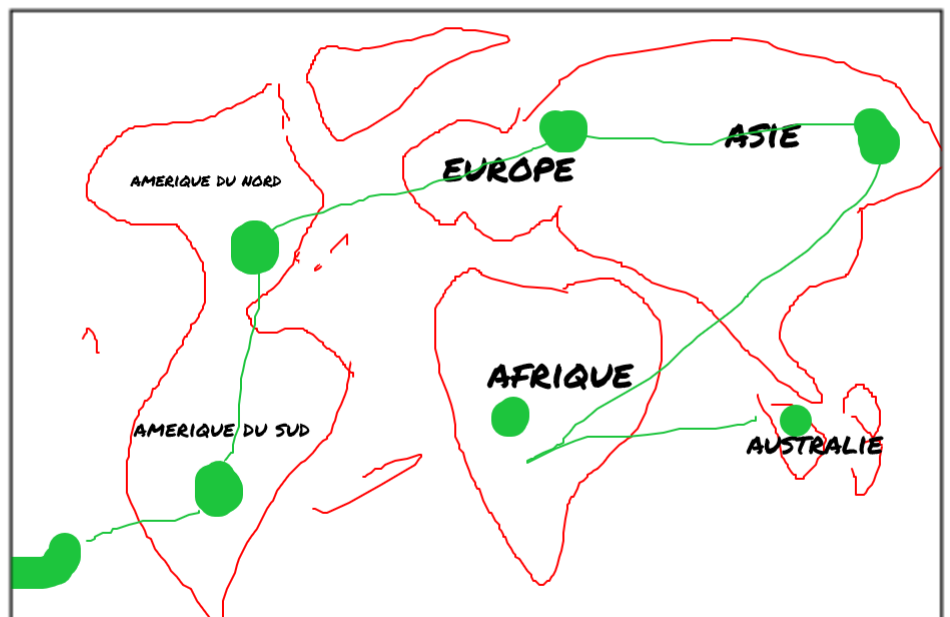 ASIE
EUROPE
AMERIQUE DU NORD
AFRIQUE
AMERIQUE DU SUD
AUSTRALIE